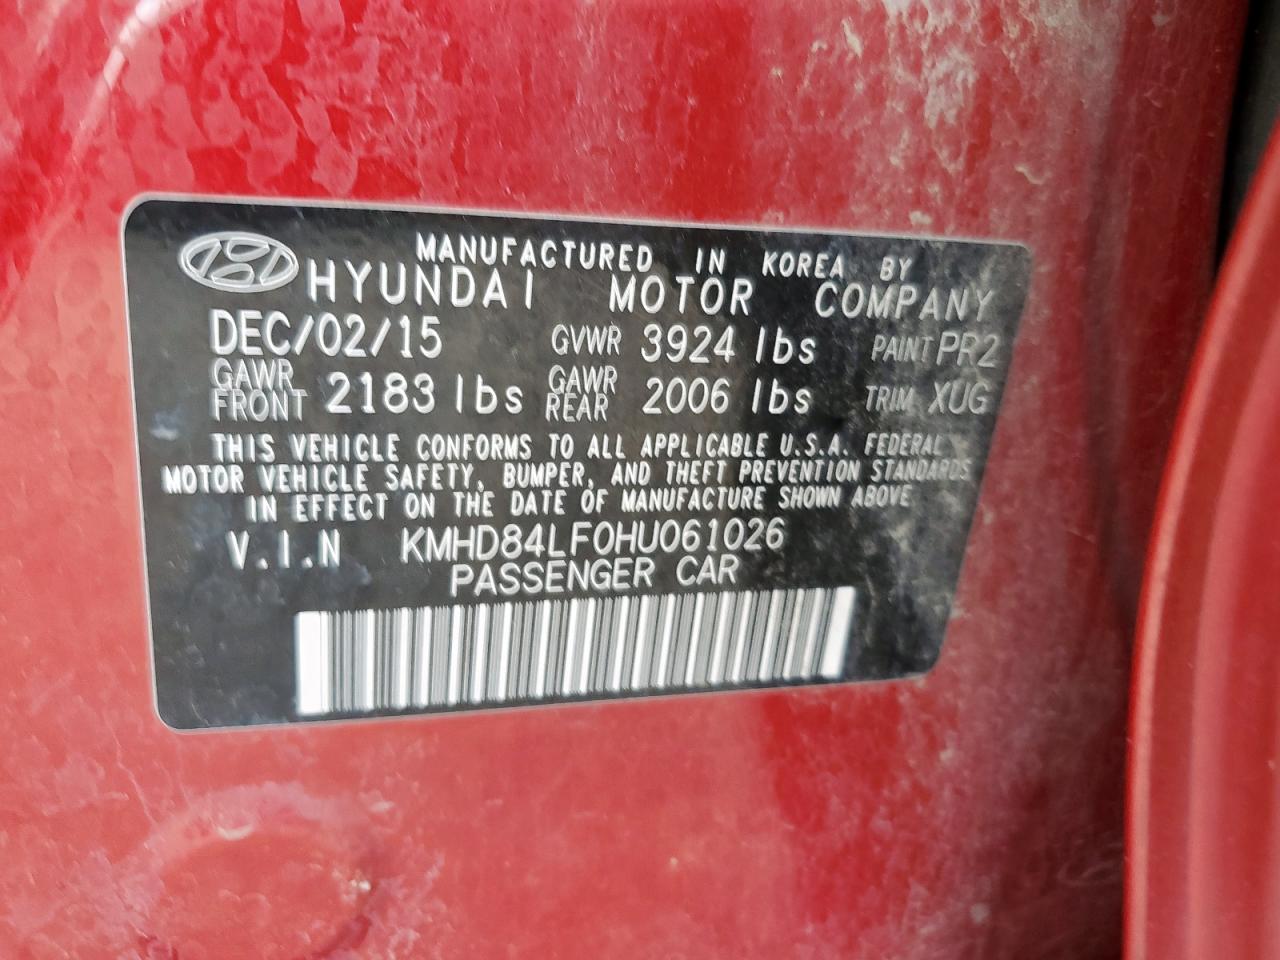 MANUFACTURED IN KOREA BY
HYUNDAI MOTOR COMPANY
DEC/02/15 GVWR 3924 lbs PAINT PR2
GAWR FRONT 2183 lbs GAWR REAR 2006 lbs TRIM XUG
THIS VEHICLE CONFORMS TO ALL APPLICABLE U.S.A. FEDERAL
MOTOR VEHICLE SAFETY, BUMPER, AND THEFT PREVENTION STANDARDS
IN EFFECT ON THE DATE OF MANUFACTURE SHOWN ABOVE
V.I.N KMHD84LF0HU061026
PASSENGER CAR